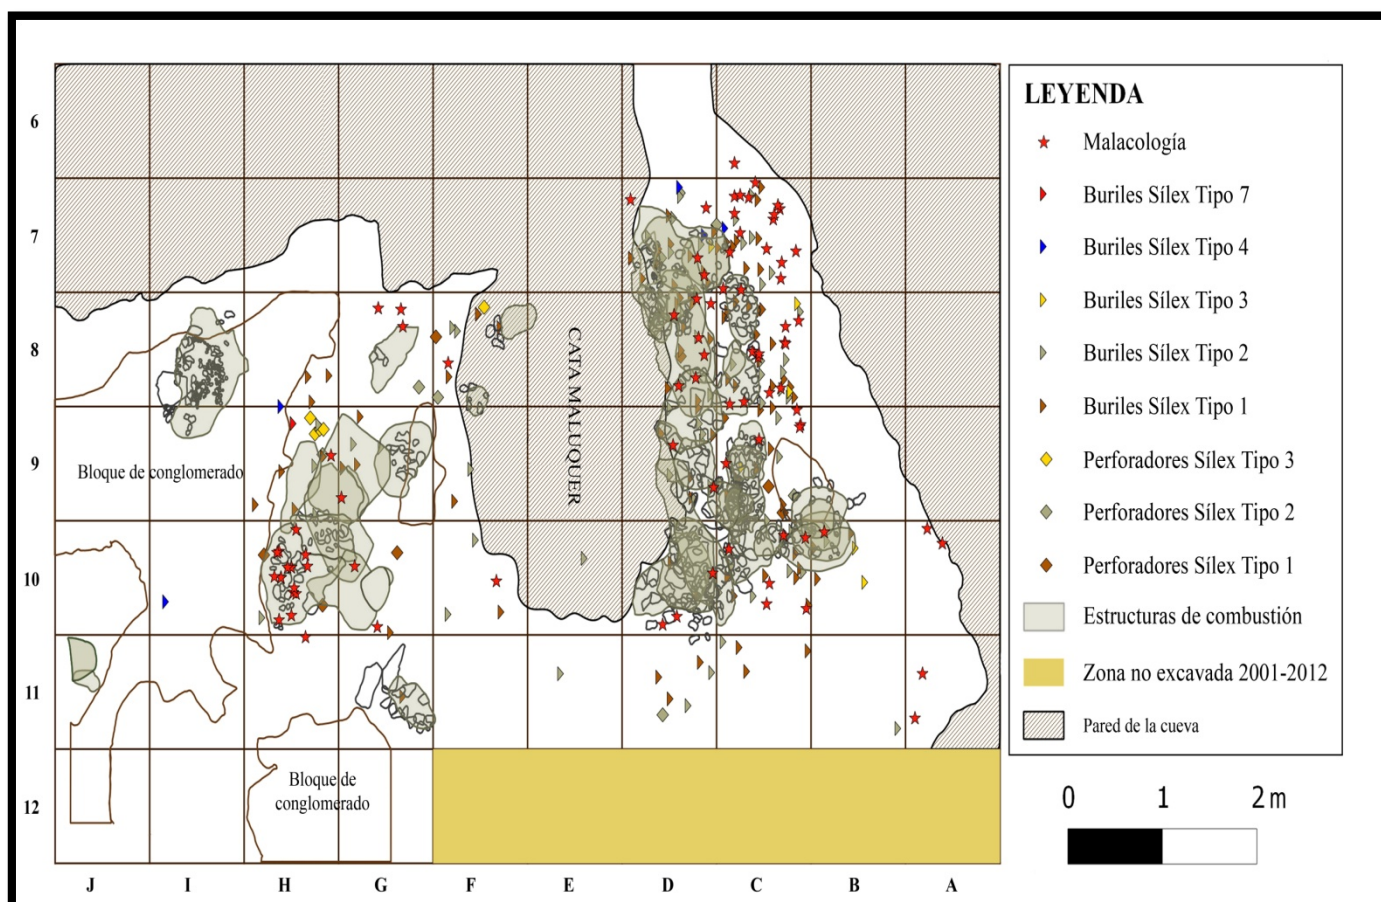 6
7
8
9
10
11
12
J
I
H
G
F
E
D
C
B
A
Bloque de conglomerado
Bloque de
conglomerado
CATA MALUQUER
LEYENDA
Malacología
Buriles Sílex Tipo 7
Buriles Sílex Tipo 4
Buriles Sílex Tipo 3
Buriles Sílex Tipo 2
Buriles Sílex Tipo 1
Perforadores Sílex Tipo 3
Perforadores Sílex Tipo 2
Perforadores Sílex Tipo 1
Estructuras de combustión
Zona no excavada 2001-2012
Pared de la cueva
0 1 2 m